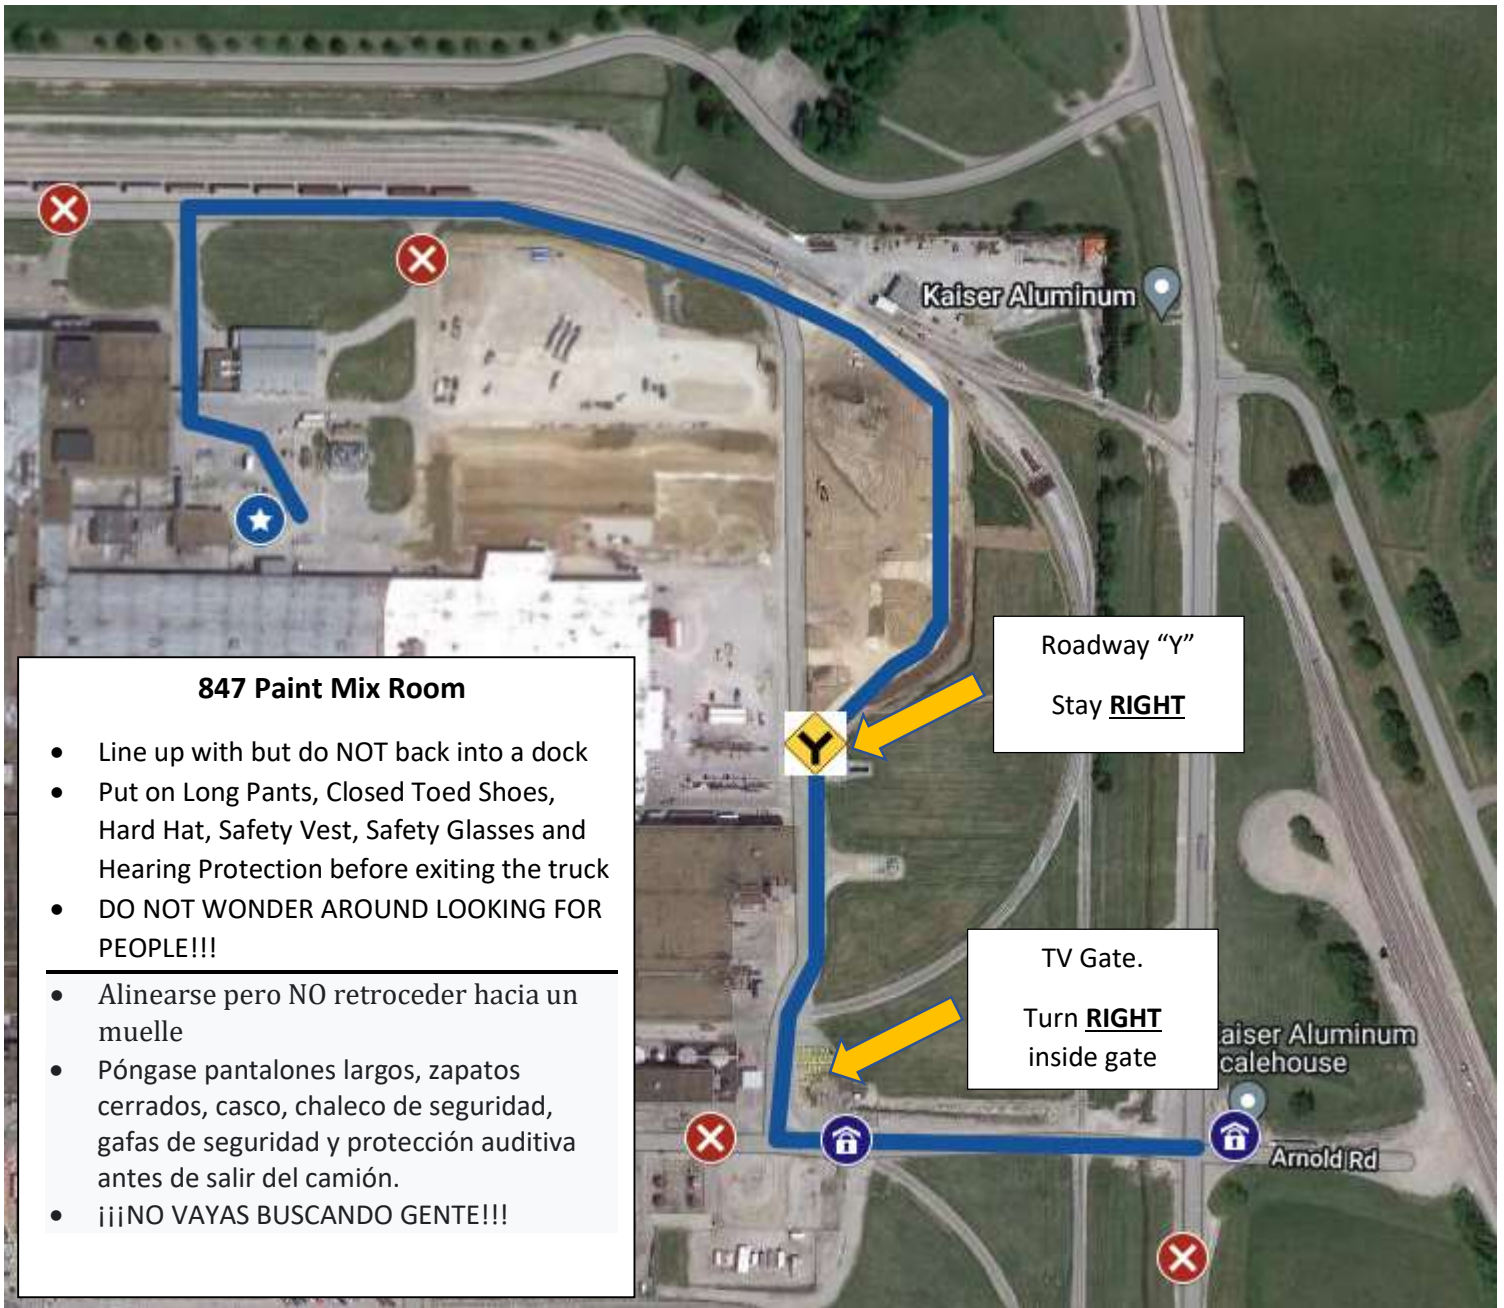 Kaiser Aluminum
Roadway “Y”
Stay RIGHT
847 Paint Mix Room
• Line up with but do NOT back into a dock
• Put on Long Pants, Closed Toed Shoes,
Hard Hat, Safety Vest, Safety Glasses and
Hearing Protection before exiting the truck
• DO NOT WONDER AROUND LOOKING FOR
PEOPLE!!!
• Alinearse pero NO retroceder hacia un
muelle
• Póngase pantalones largos, zapatos
cerrados, casco, chaleco de seguridad,
gafas de seguridad y protección auditiva
antes de salir del camión.
• ¡¡¡NO VAYAS BUSCANDO GENTE!!!
TV Gate.
Turn RIGHT
inside gate
aiser Aluminum
calehouse
Arnold Rd